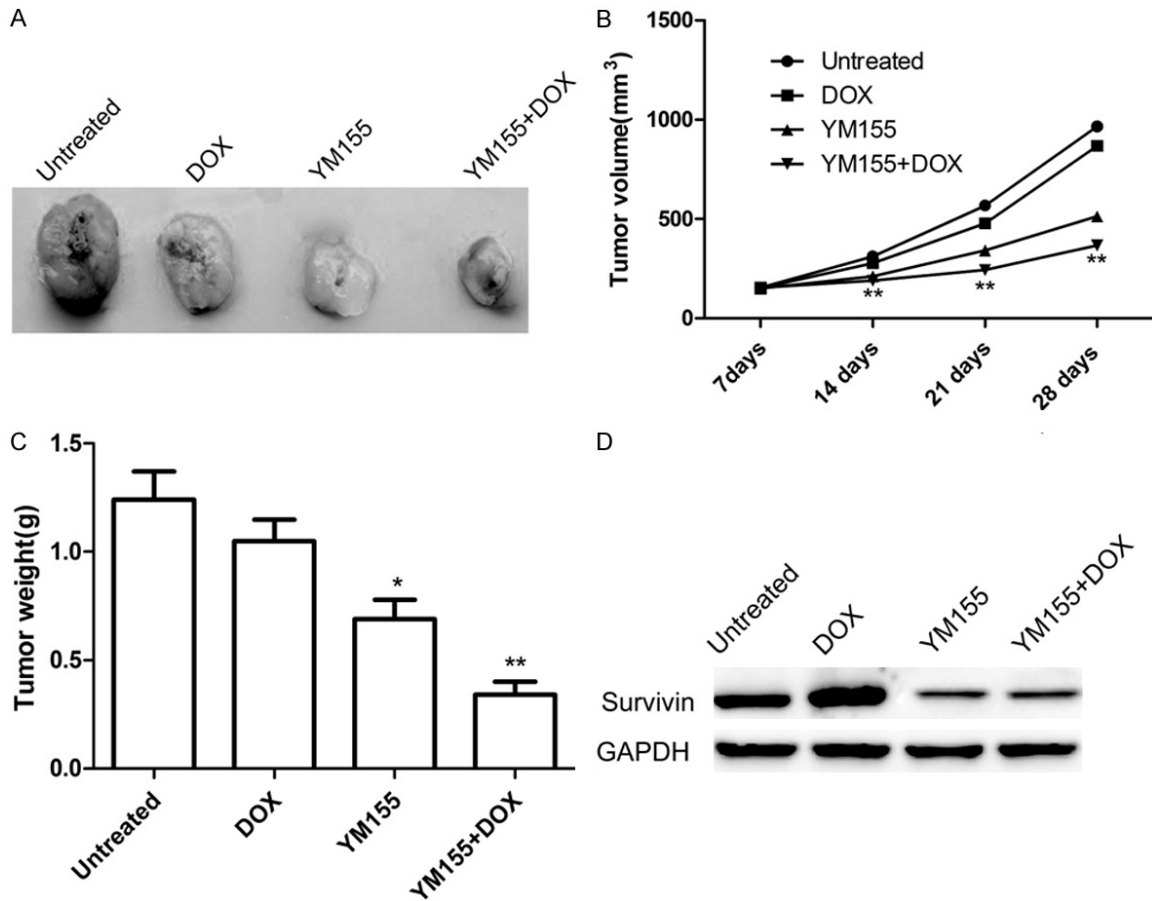 A
Untreated
DOX
YM155
YM155+DOX
B
Tumor volume(mm³)
1500
1000
500
0
Untreated
DOX
YM155
YM155+DOX
**
**
**
7days
14 days
21 days
28 days
C
Tumor weight(g)
1.5
1.0
0.5
0.0
*
**
Untreated
DOX
YM155
YM155+DOX
D
Untreated
DOX
YM155
YM155+DOX
Survivin
GAPDH